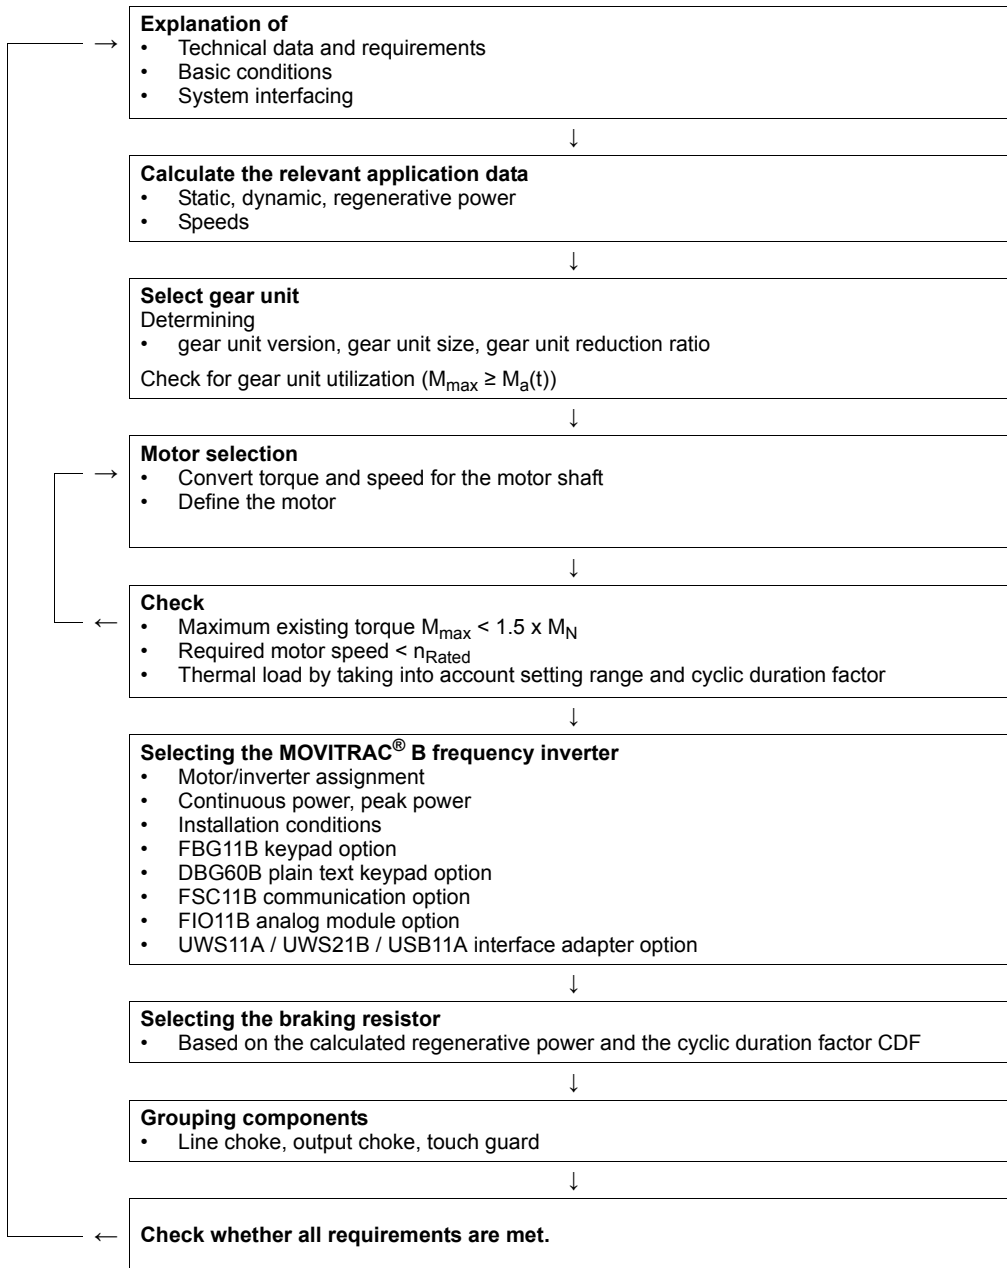 Explanation of
• Technical data and requirements
• Basic conditions
• System interfacing
→
↓
Calculate the relevant application data
• Static, dynamic, regenerative power
• Speeds
↓
Select gear unit
Determining
• gear unit version, gear unit size, gear unit reduction ratio
Check for gear unit utilization (Mmax ≥ Ma(t))
↓
Motor selection
→
• Convert torque and speed for the motor shaft
• Define the motor
↓
Check
←
• Maximum existing torque Mmax < 1.5 x MN
• Required motor speed < nRated
• Thermal load by taking into account setting range and cyclic duration factor
↓
Selecting the MOVITRAC® B frequency inverter
• Motor/inverter assignment
• Continuous power, peak power
• Installation conditions
• FBG11B keypad option
• DBG60B plain text keypad option
• FSC11B communication option
• FIO11B analog module option
• UWS11A / UWS21B / USB11A interface adapter option
↓
Selecting the braking resistor
• Based on the calculated regenerative power and the cyclic duration factor CDF
↓
Grouping components
• Line choke, output choke, touch guard
↓
← Check whether all requirements are met.